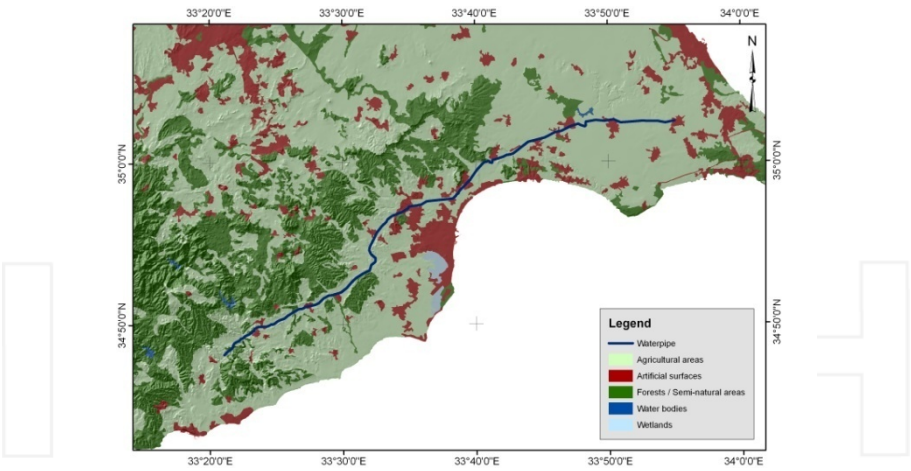 33°20'0"E 33°30'0"E 33°40'0"E 33°50'0"E 34°0'0"E
N
35°0'0"N 35°0'0"N
34°50'0"N 34°50'0"N
Legend
Waterpipe
Agricultural areas
Artificial surfaces
Forests / Semi-natural areas
Water bodies
Wetlands
33°20'0"E 33°30'0"E 33°40'0"E 33°50'0"E 34°0'0"E